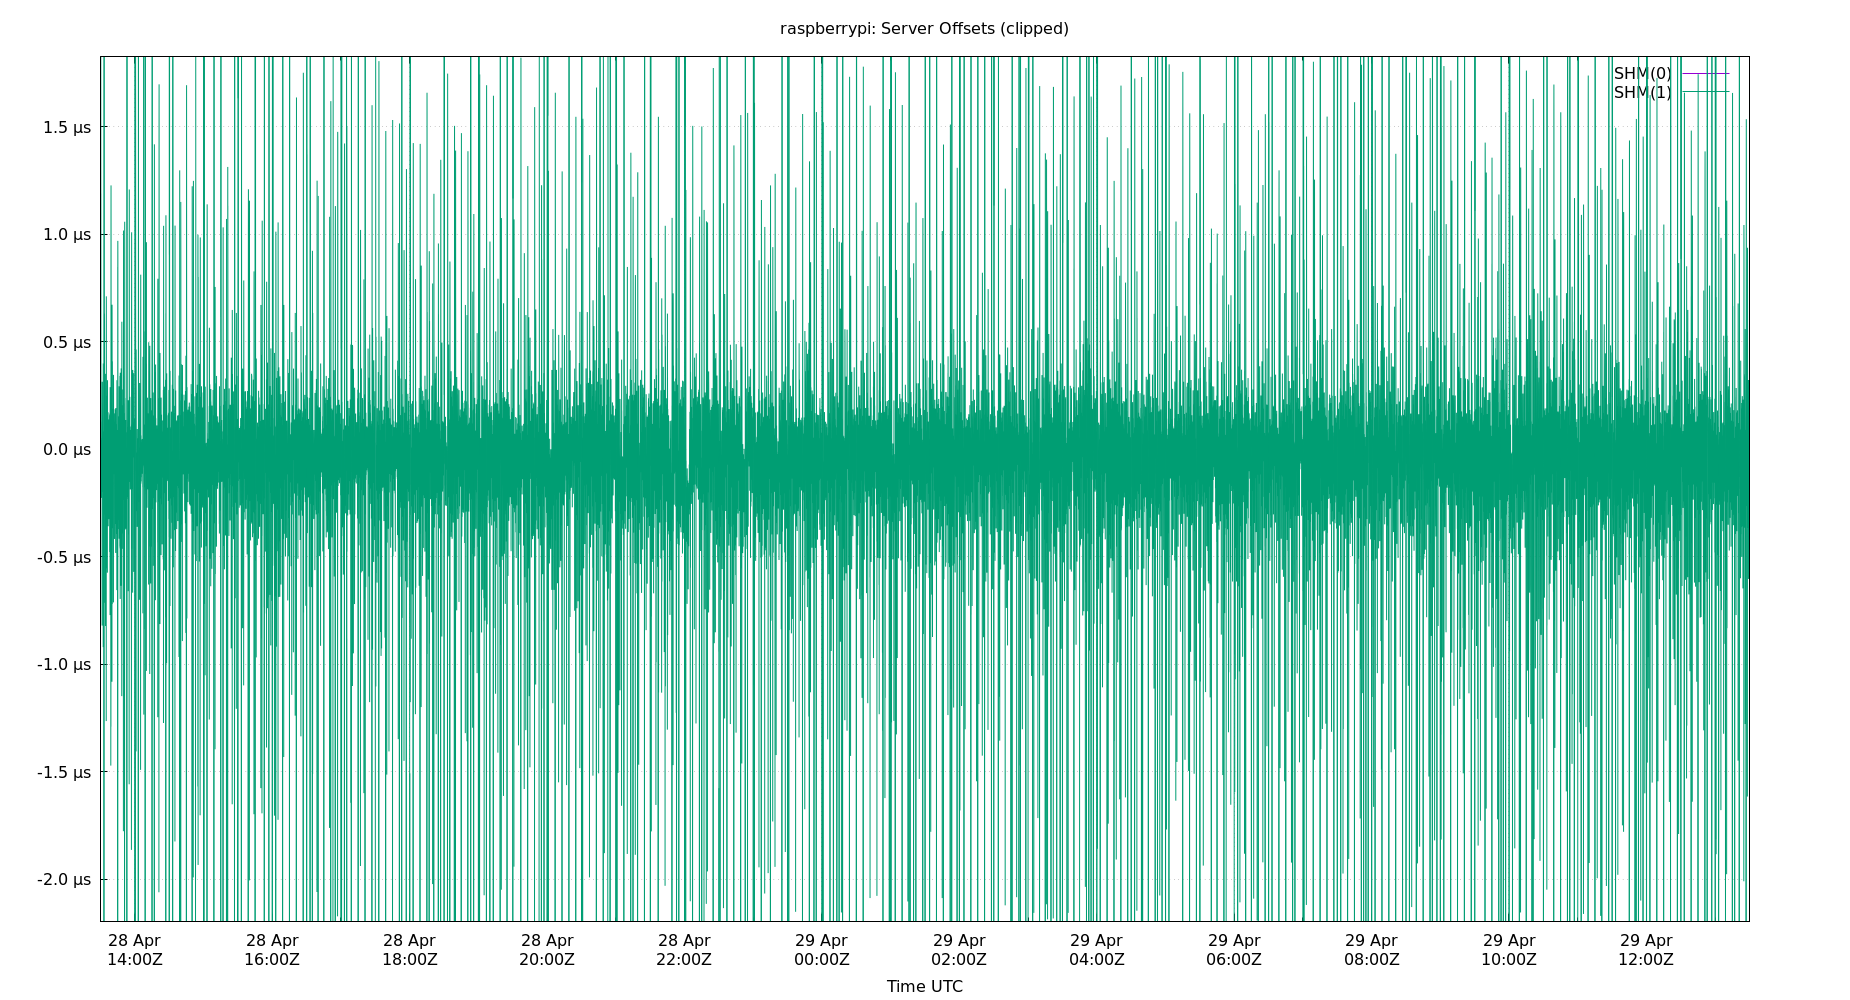 raspberrypi: Server Offsets (clipped)
SHM(0)
SHM(1)
1.5 µs
1.0 µs
0.5 µs
0.0 µs
-0.5 µs
-1.0 µs
-1.5 µs
-2.0 µs
28 Apr 28 Apr 28 Apr 28 Apr 28 Apr 29 Apr 29 Apr 29 Apr 29 Apr 29 Apr 29 Apr 29 Apr
14:00Z 16:00Z 18:00Z 20:00Z 22:00Z 00:00Z 02:00Z 04:00Z 06:00Z 08:00Z 10:00Z 12:00Z
Time UTC